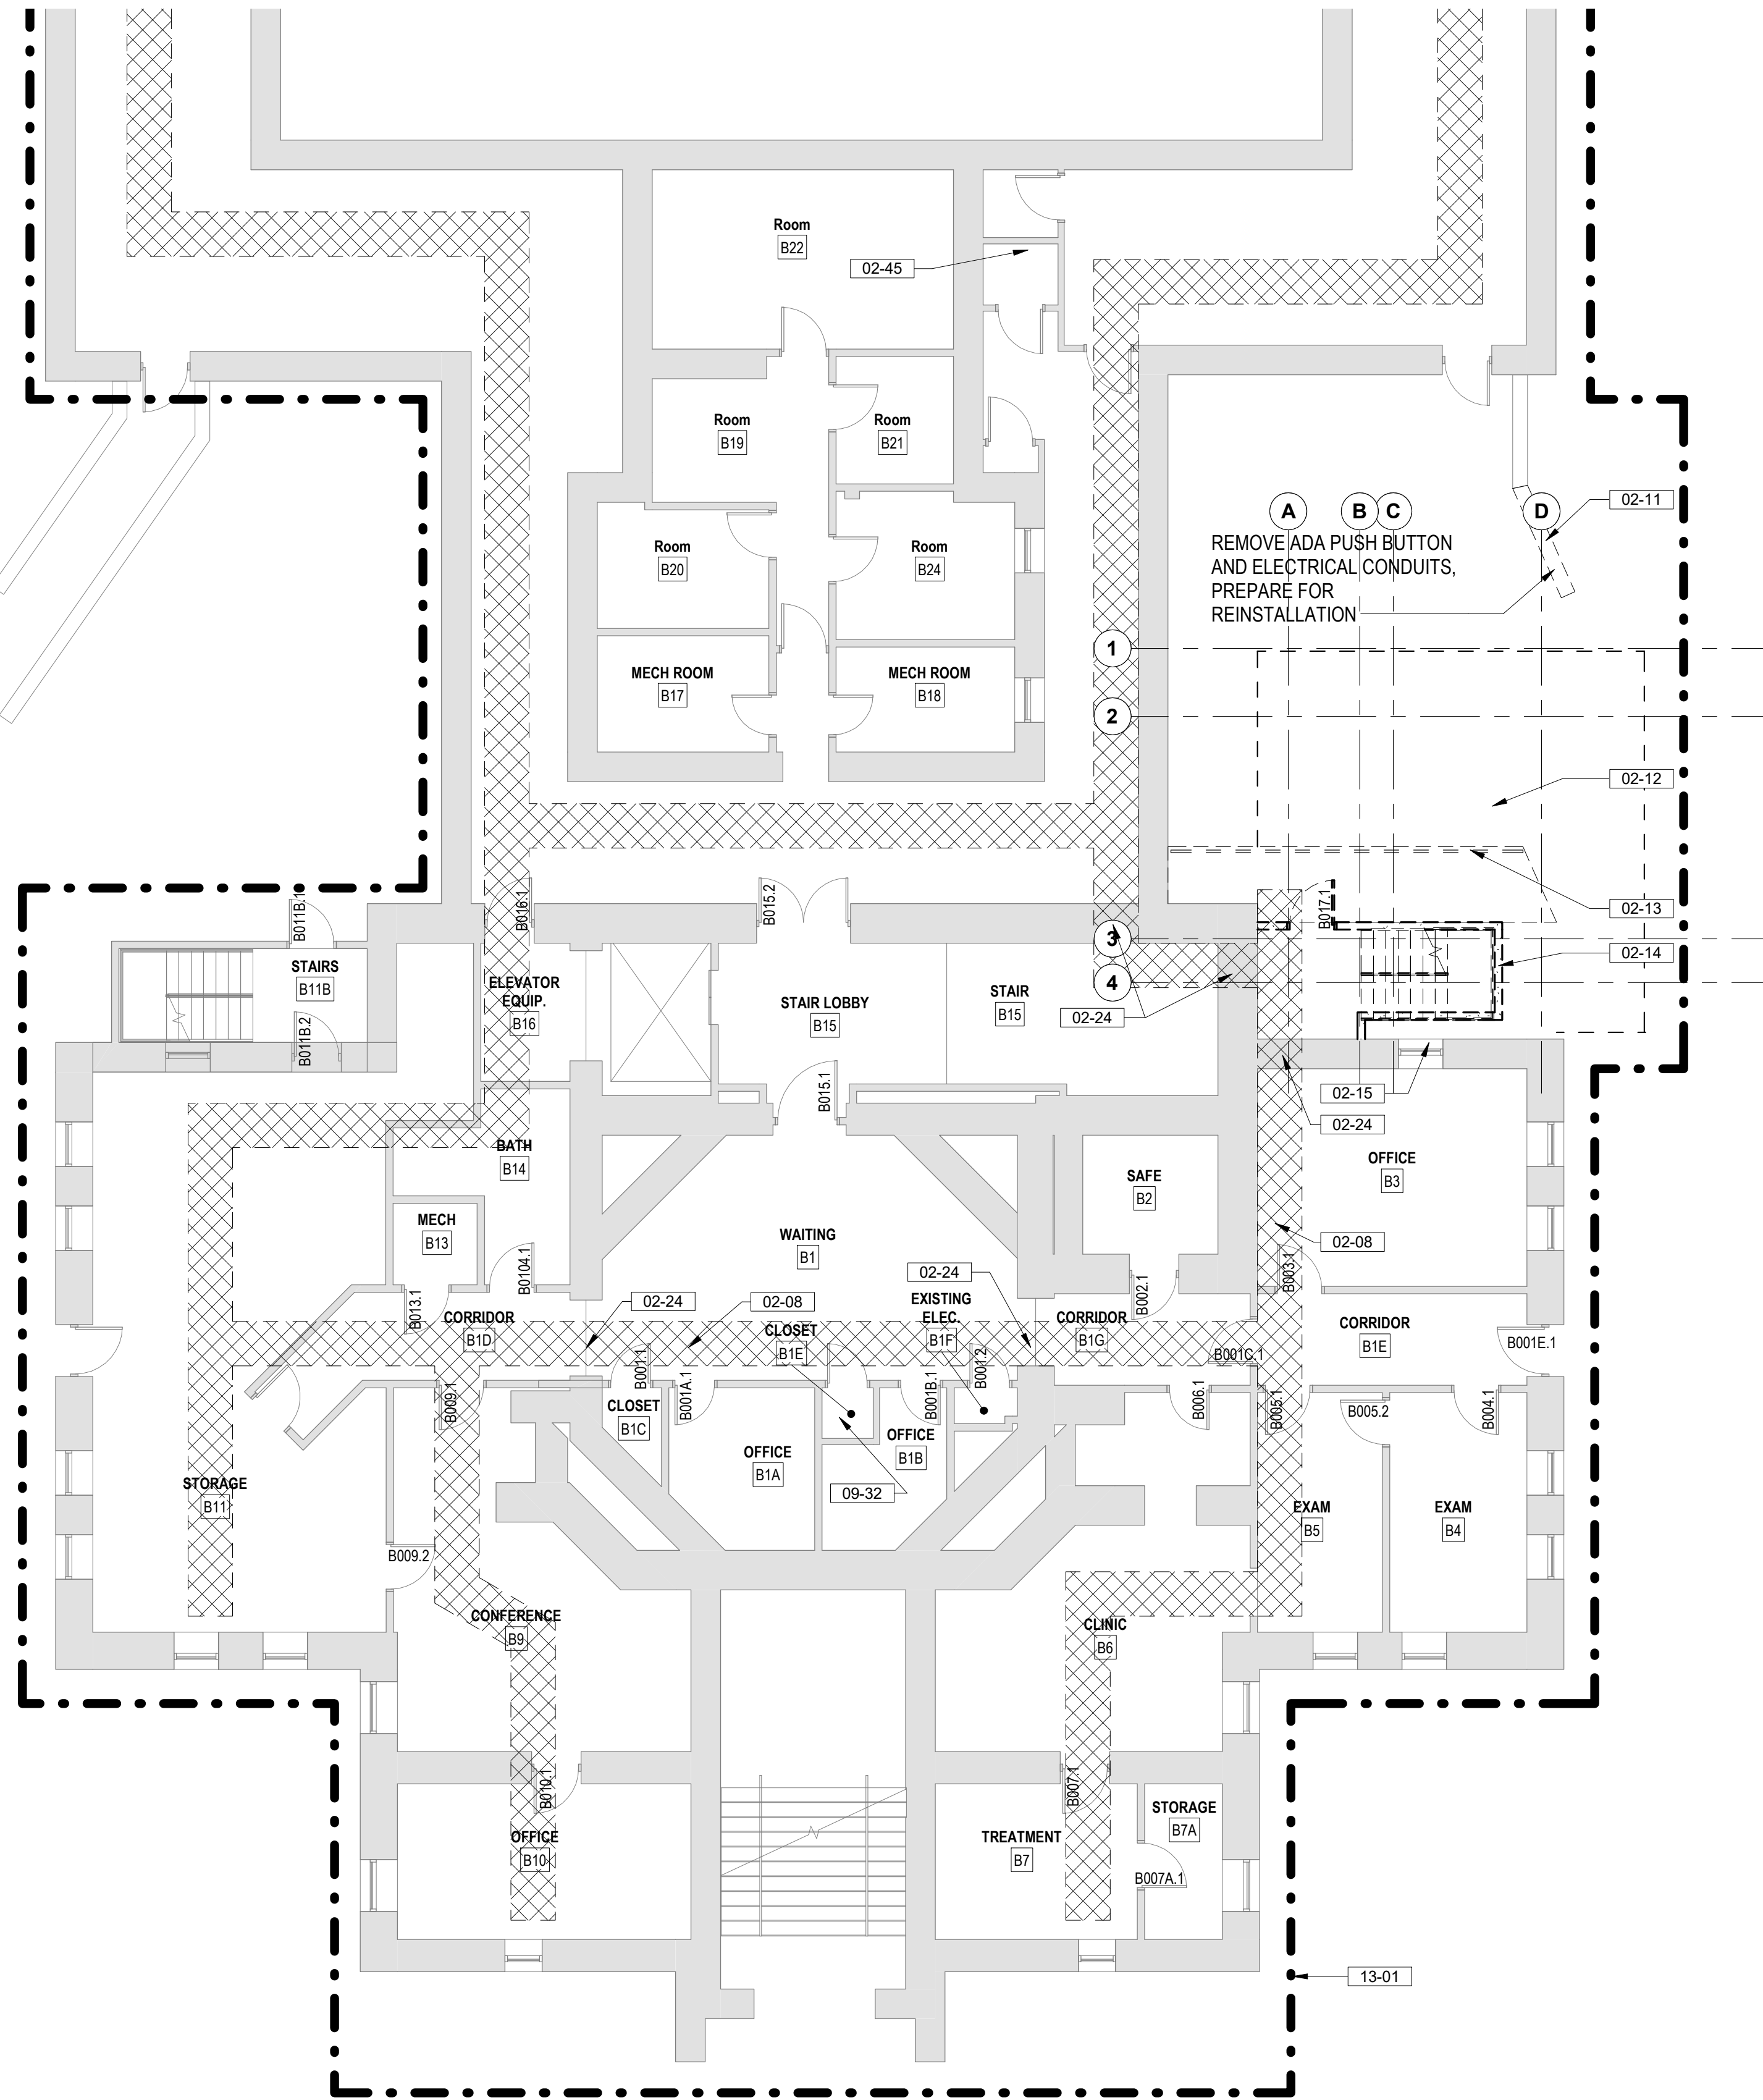 Room
B22
02-45
Room
B19
Room
B21
A
B
C
D
02-11
REMOVE ADA PUSH BUTTON
AND ELECTRICAL CONDUITS,
PREPARE FOR
REINSTALLATION
Room
B20
Room
B24
1
MECH ROOM
B17
MECH ROOM
B18
2
02-12
B011B.1
B016.1
B015.2
B017.1
02-13
3
02-14
STAIRS
B11B
ELEVATOR
EQUIP.
B16
STAIR LOBBY
B15
STAIR
B15
4
02-24
B011B.2
B015.1
02-15
02-24
BATH
B14
SAFE
B2
OFFICE
B3
MECH
B13
WAITING
B1
02-08
B0104.1
02-24
B003.1
B002.1
B013.1
02-24
02-08
EXISTING
ELEC.
B1F
CORRIDOR
B1D
CLOSET
B1E
CORRIDOR
B1G
CORRIDOR
B1E
B001E.1
B001C.1
B001.1
B001.2
B009.1
B001A.1
B001B.1
B006.1
B005.1
B005.2
B004.1
CLOSET
B1C
OFFICE
B1A
OFFICE
B1B
09-32
STORAGE
B11
EXAM
B5
EXAM
B4
B009.2
CONFERENCE
B9
CLINIC
B6
B010.1
B007.1
STORAGE
B7A
OFFICE
B10
TREATMENT
B7
B007A.1
13-01